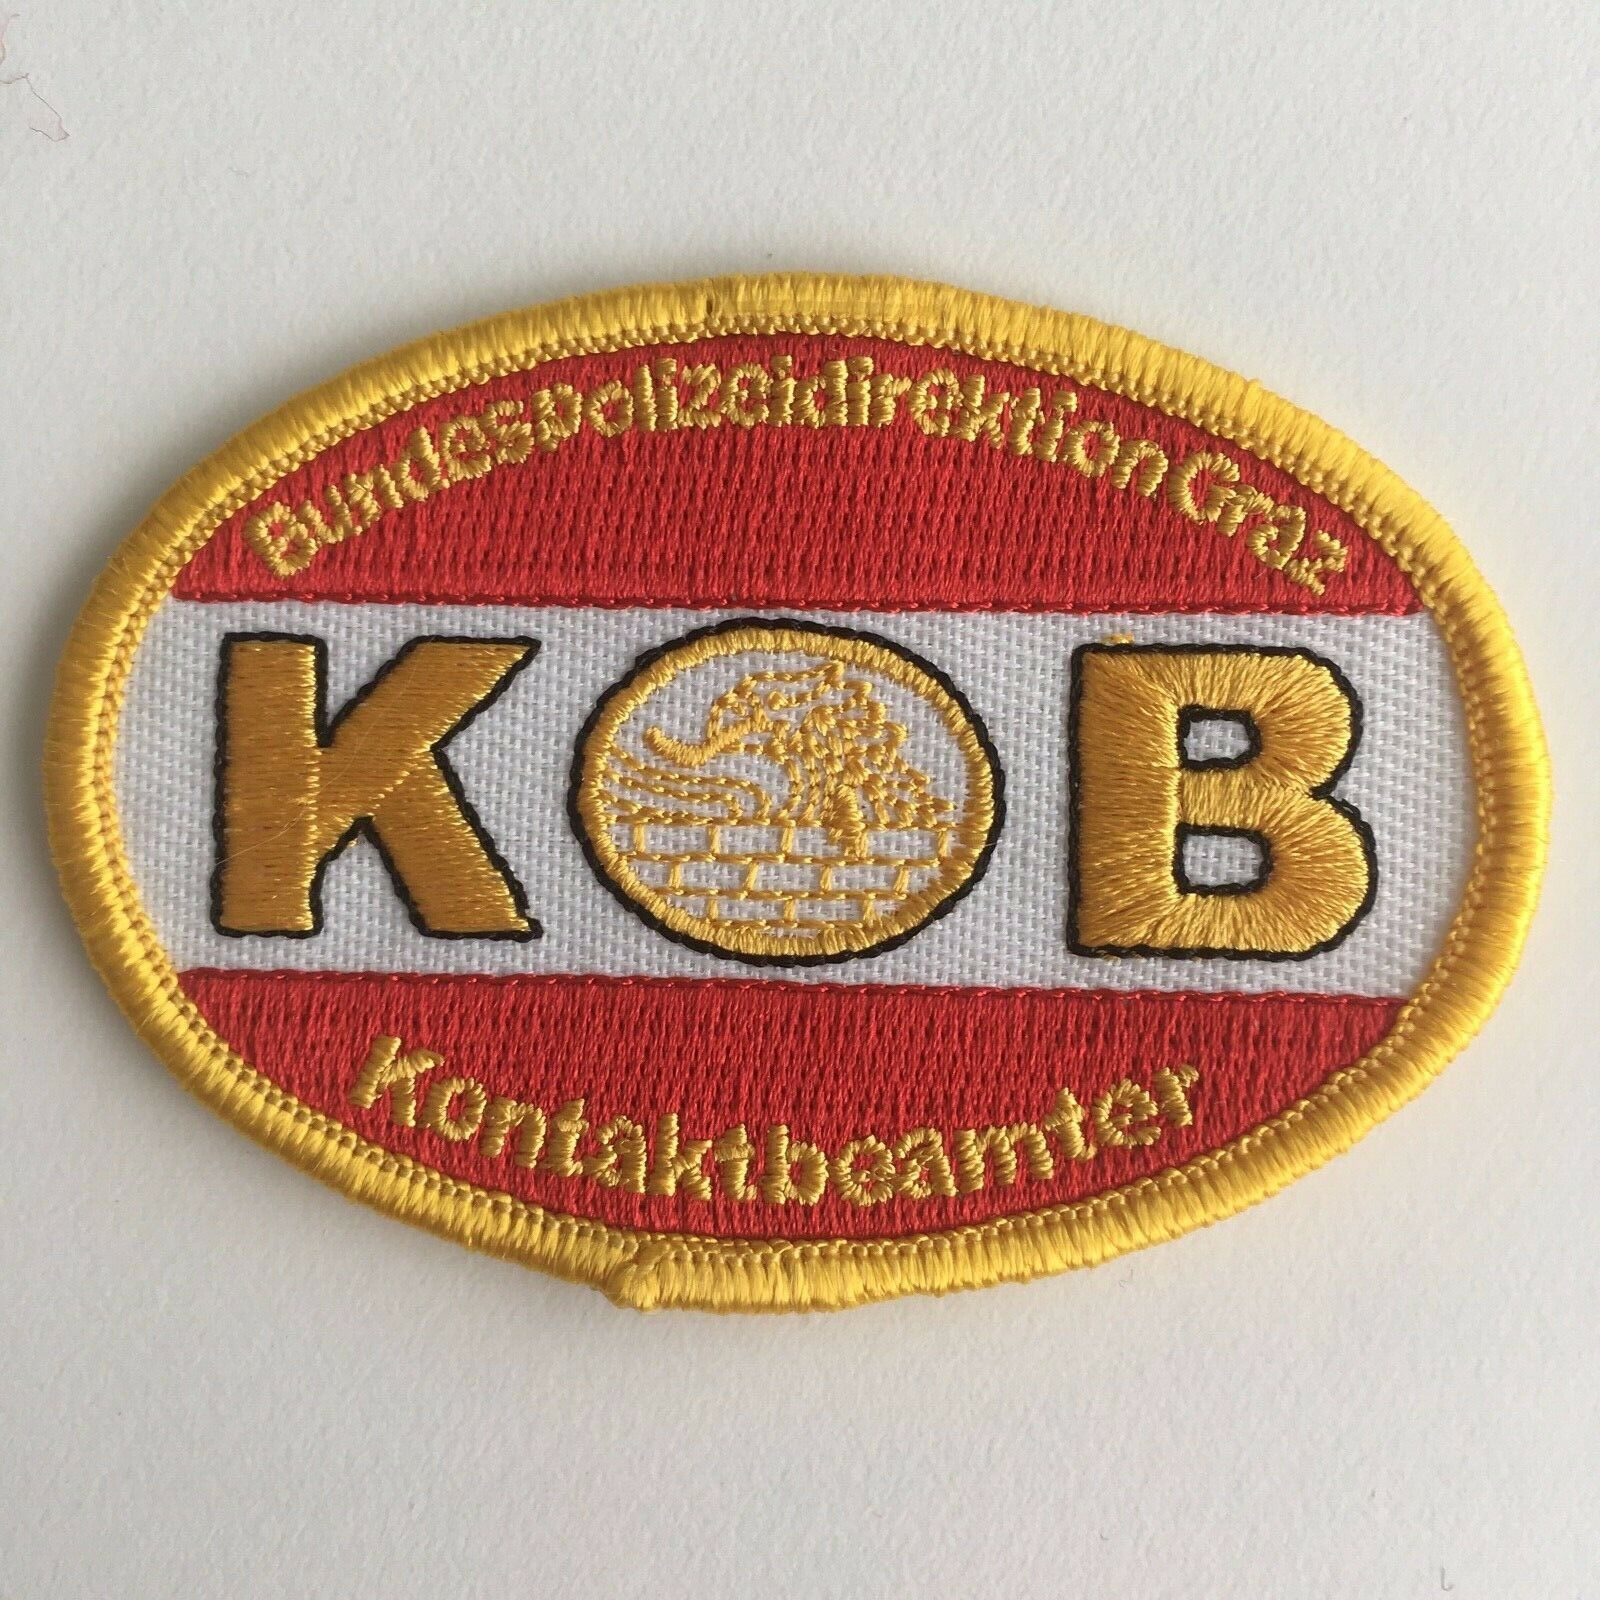 Bundespolizeidirektion Graz
KOB
Kontaktbeamter